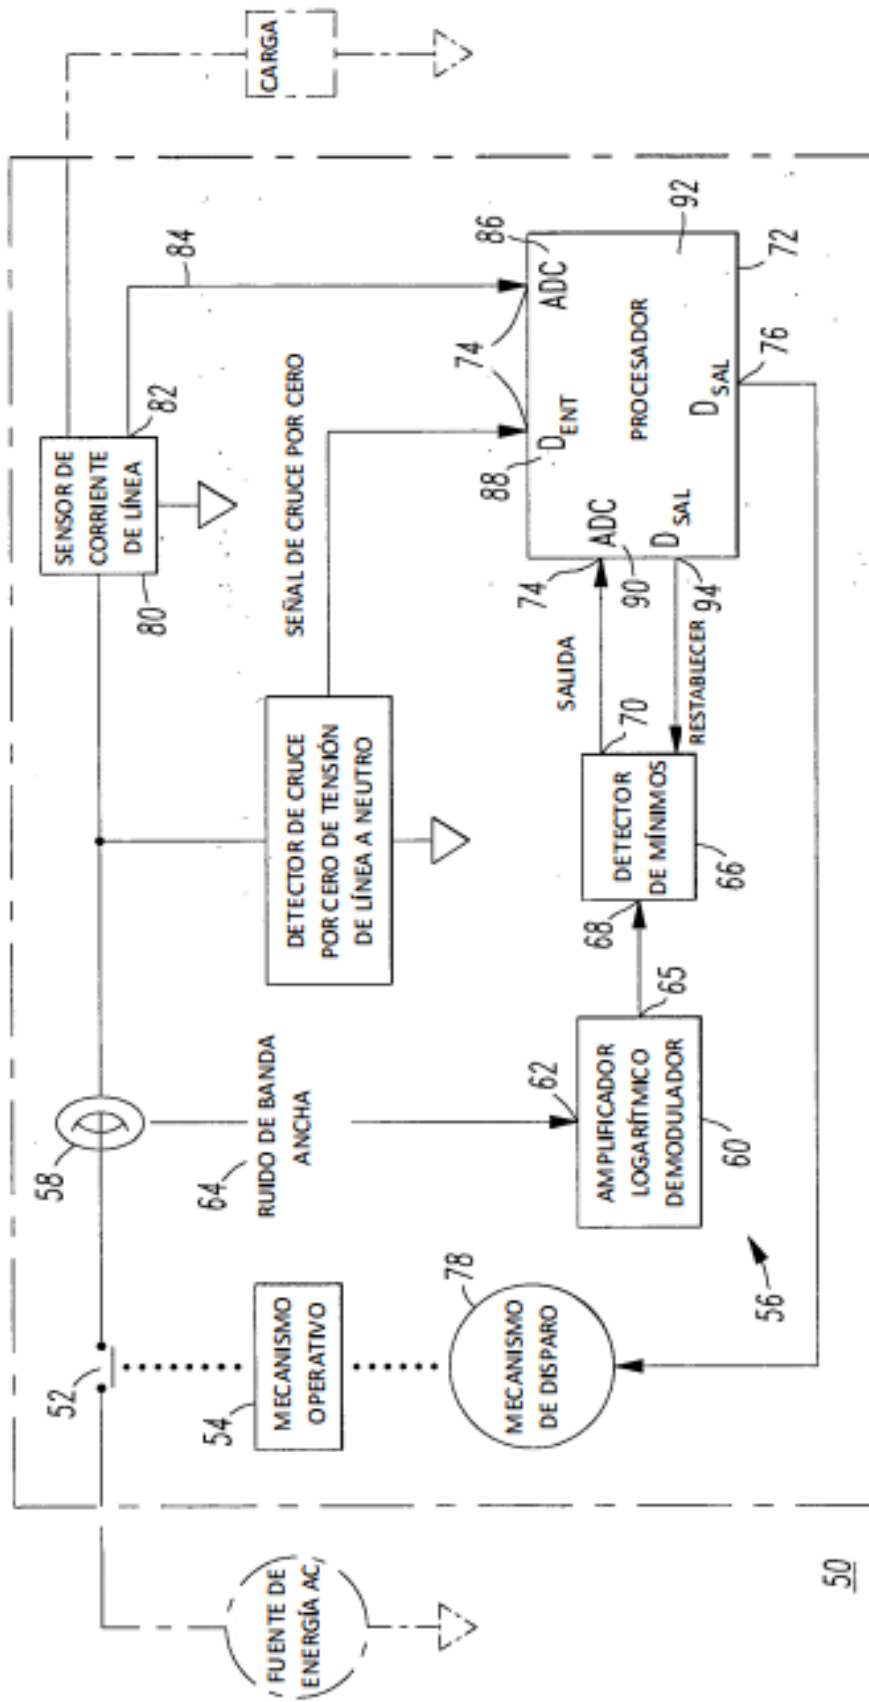 FUENTE DE
ENERGÍA AC
52
58
80
SENSOR DE
CORRIENTE
DE LÍNEA
82
84
CARGA
54
MECANISMO
OPERATIVO
64
RUIDO DE BANDA
ANCHA
DETECTOR DE CRUCE
POR CERO DE TENSIÓN
DE LÍNEA A NEUTRO
SEÑAL DE CRUCE POR CERO
78
MECANISMO
DE DISPARO
62
AMPLIFICADOR
LOGARÍTMICO
DEMODULADOR
60
65
68
DETECTOR
DE MÍNIMOS
66
70
SALIDA
RESTABLECER
74
74
88
D ENT
ADC
86
ADC
90
PROCESADOR
92
D SAL
94
D SAL
76
72
56
50